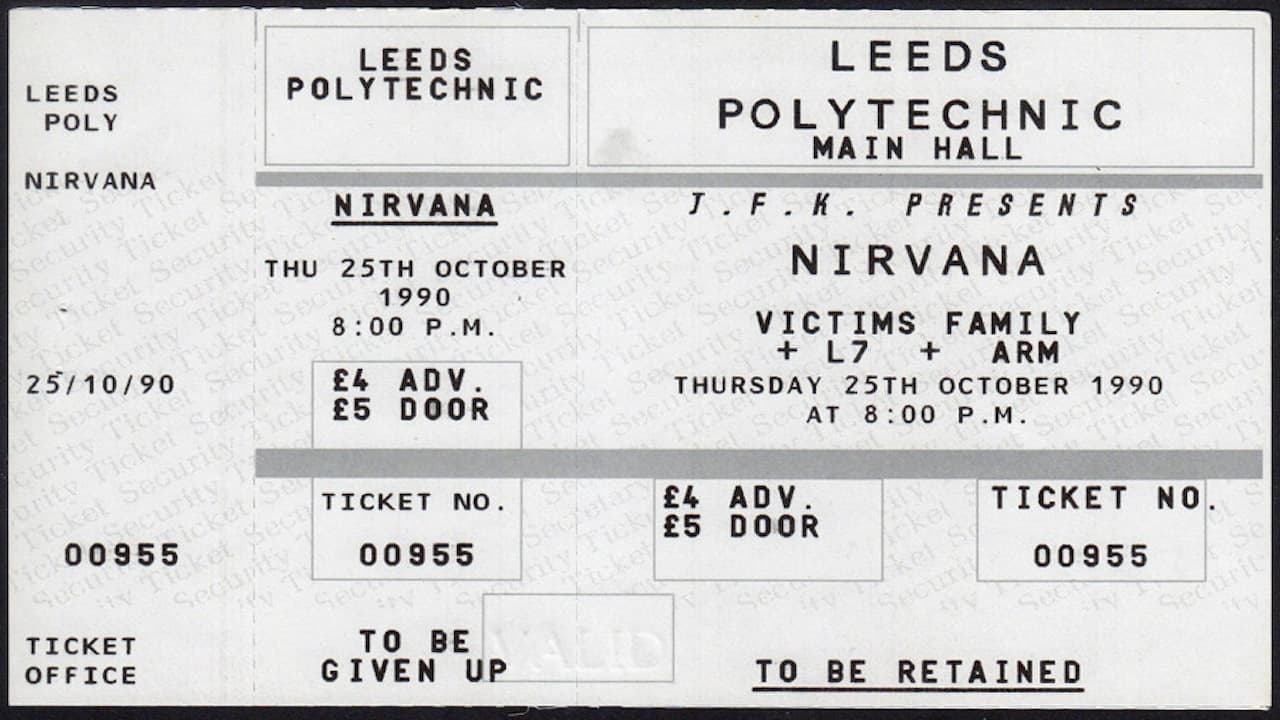 LEEDS
POLY
NIRVANA
25/10/90
00955
TICKET
OFFICE
LEEDS
POLYTECHNIC
NIRVANA
THU 25TH OCTOBER
1990
8:00 P.M.
£4 ADV.
£5 DOOR
TICKET NO.
00955
TO BE
GIVEN UP
VALID
LEEDS
POLYTECHNIC
MAIN HALL
J.F.K. PRESENTS
NIRVANA
VICTIMS FAMILY
+ L7 + ARM
THURSDAY 25TH OCTOBER 1990
AT 8:00 P.M.
£4 ADV.
£5 DOOR
TICKET NO.
00955
TO BE RETAINED